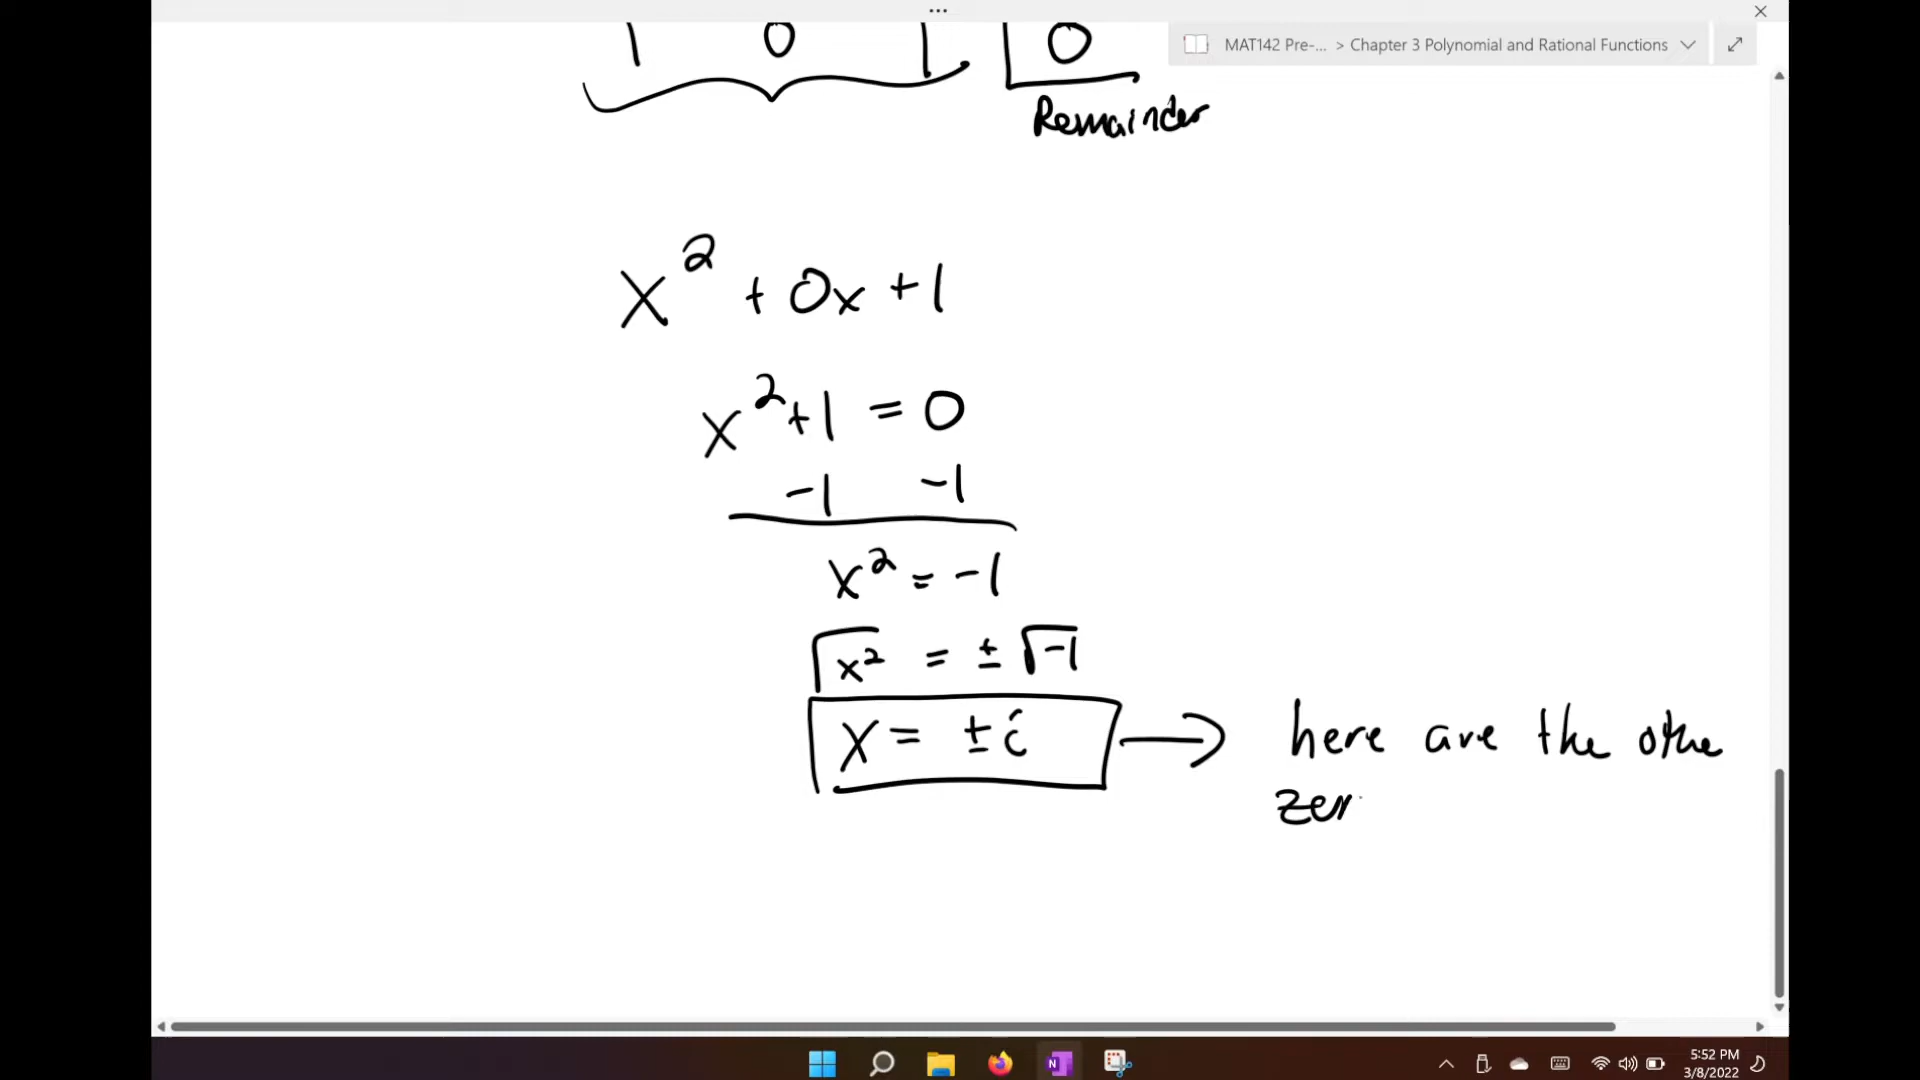 ...
MAT142 Pre-... > Chapter 3 Polynomial and Rational Functions
1 0 1 0
Remainder
x² + 0x + 1
x² + 1 = 0
-1 -1
x² = -1
√x² = ± √-1
x = ± i → here are the othe
zer
5:52 PM
3/8/2022